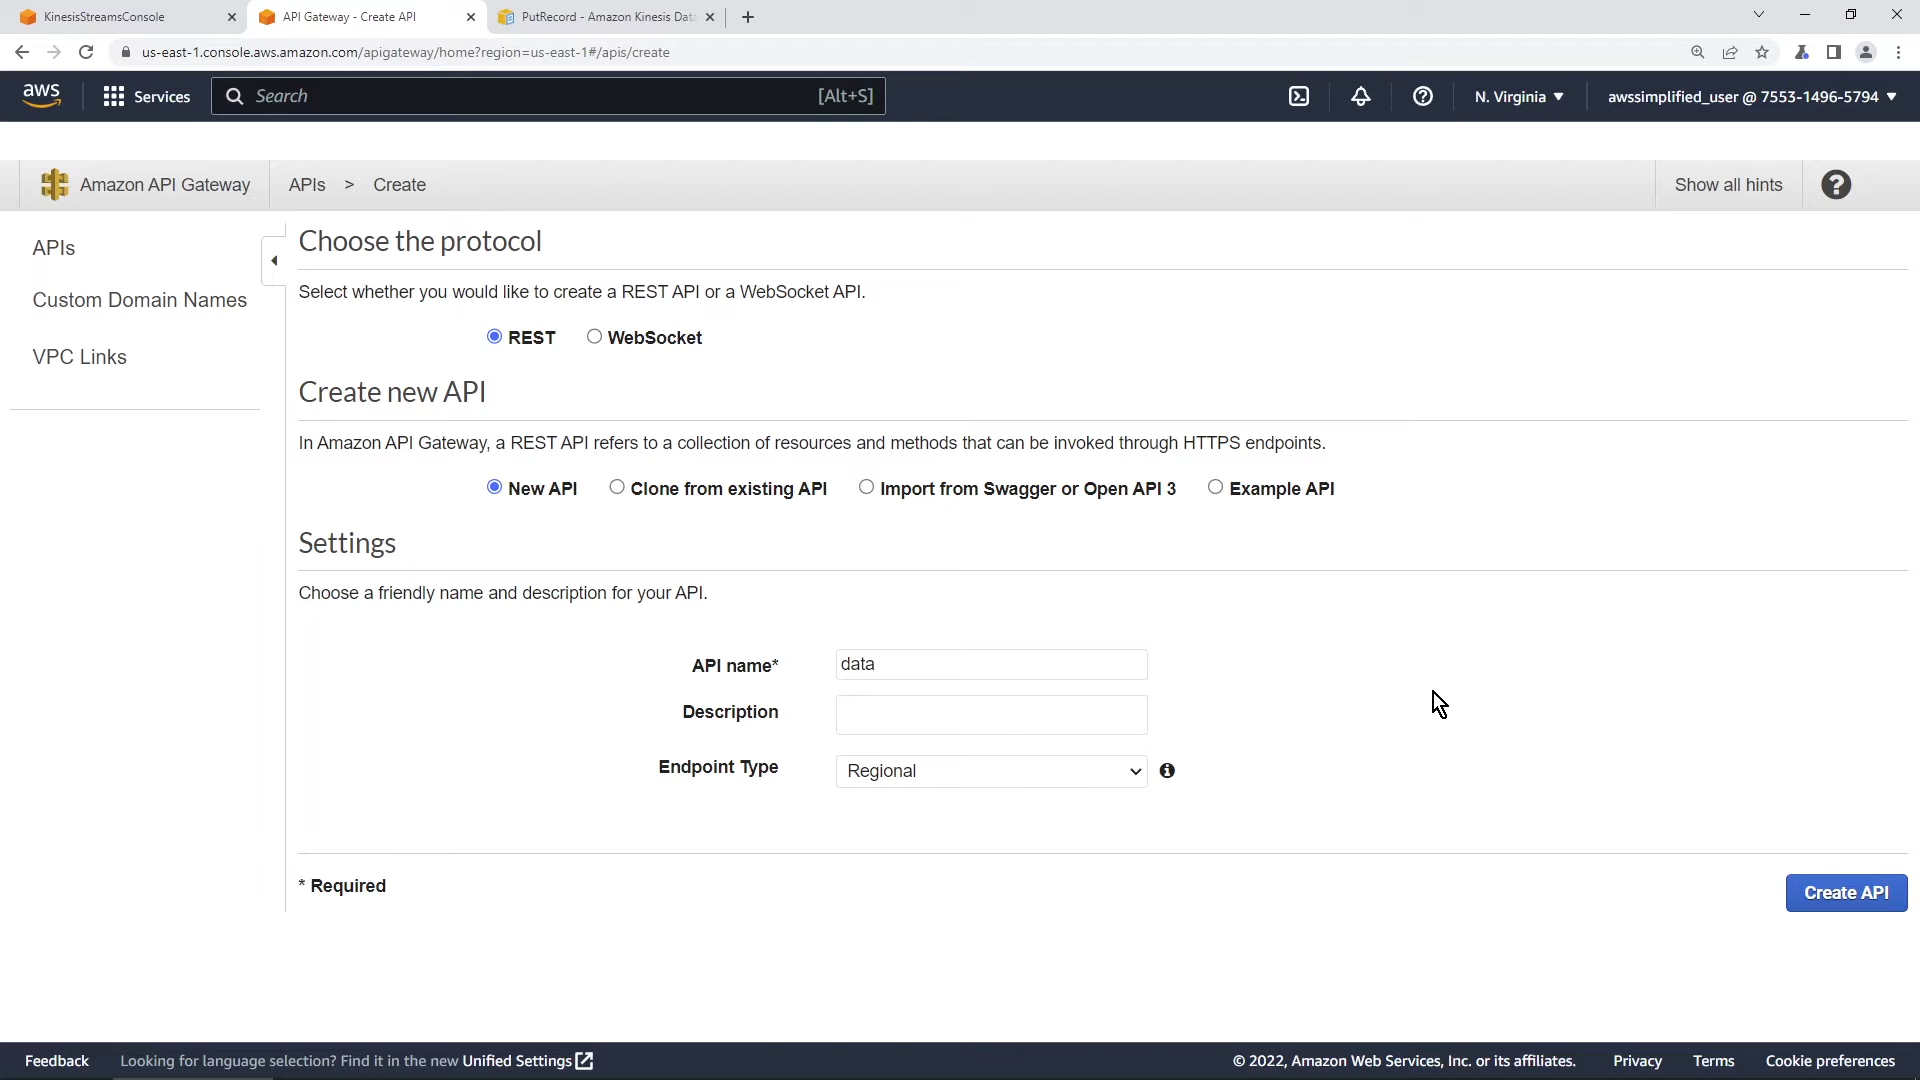 KinesisStreamsConsole
API Gateway - Create API
PutRecord - Amazon Kinesis Dat
us-east-1.console.aws.amazon.com/apigateway/home?region=us-east-1#/apis/create
aws
Services
Search
[Alt+S]
N. Virginia
awssimplified_user @ 7553-1496-5794
Amazon API Gateway
APIs > Create
Show all hints
APIs
Custom Domain Names
VPC Links
Choose the protocol
Select whether you would like to create a REST API or a WebSocket API.
REST WebSocket
Create new API
In Amazon API Gateway, a REST API refers to a collection of resources and methods that can be invoked through HTTPS endpoints.
New API Clone from existing API Import from Swagger or Open API 3 Example API
Settings
Choose a friendly name and description for your API.
API name* data
Description
Endpoint Type Regional
* Required
Create API
Feedback
Looking for language selection? Find it in the new Unified Settings
© 2022, Amazon Web Services, Inc. or its affiliates.
Privacy
Terms
Cookie preferences